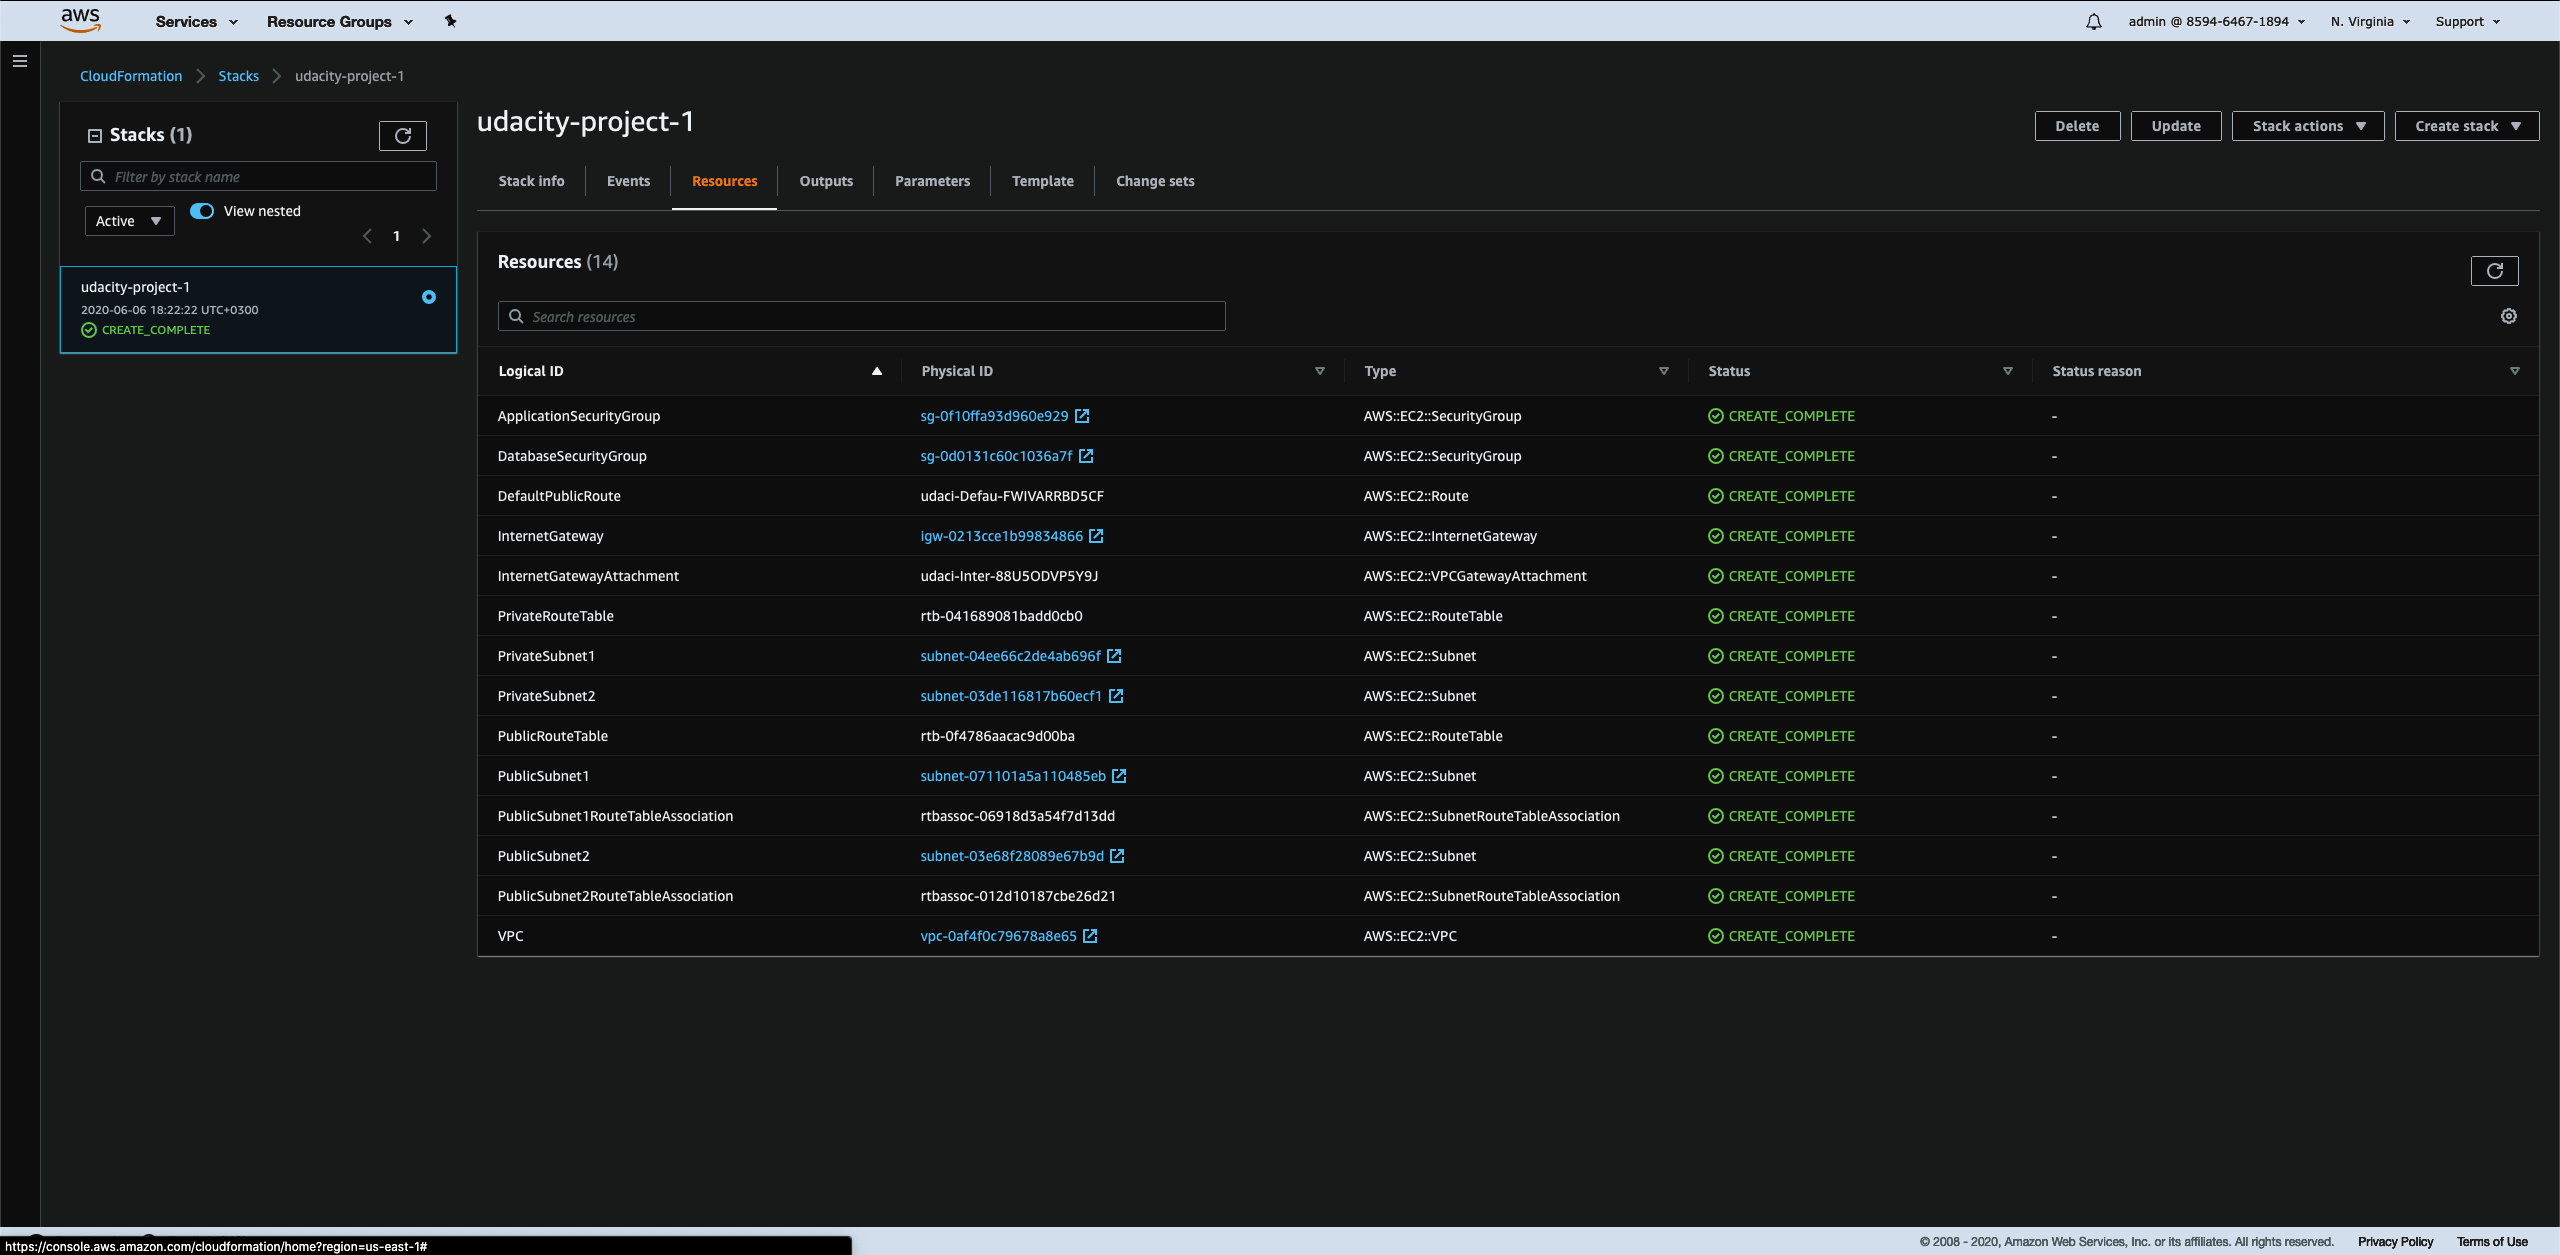 aws Services Resource Groups admin @ 8594-6467-1894 N. Virginia Support
CloudFormation Stacks udacity-project-1
Stacks (1)
Filter by stack name
Active View nested
1
udacity-project-1
2020-06-06 18:22:22 UTC+0300
CREATE_COMPLETE
udacity-project-1
Delete Update Stack actions Create stack
Stack info Events Resources Outputs Parameters Template Change sets
Resources (14)
Search resources
Logical ID Physical ID Type Status Status reason
ApplicationSecurityGroup sg-0f10ffa93d960e929 AWS::EC2::SecurityGroup CREATE_COMPLETE -
DatabaseSecurityGroup sg-0d0131c60c1036a7f AWS::EC2::SecurityGroup CREATE_COMPLETE -
DefaultPublicRoute udaci-Defau-FWIVARRBD5CF AWS::EC2::Route CREATE_COMPLETE -
InternetGateway igw-0213cce1b99834866 AWS::EC2::InternetGateway CREATE_COMPLETE -
InternetGatewayAttachment udaci-Inter-88U5ODVP5Y9J AWS::EC2::VPCGatewayAttachment CREATE_COMPLETE -
PrivateRouteTable rtb-041689081badd0cb0 AWS::EC2::RouteTable CREATE_COMPLETE -
PrivateSubnet1 subnet-04ee66c2de4ab696f AWS::EC2::Subnet CREATE_COMPLETE -
PrivateSubnet2 subnet-03de116817b60ecf1 AWS::EC2::Subnet CREATE_COMPLETE -
PublicRouteTable rtb-0f4786aacac9d00ba AWS::EC2::RouteTable CREATE_COMPLETE -
PublicSubnet1 subnet-071101a5a110485eb AWS::EC2::Subnet CREATE_COMPLETE -
PublicSubnet1RouteTableAssociation rtbassoc-06918d3a54f7d13dd AWS::EC2::SubnetRouteTableAssociation CREATE_COMPLETE -
PublicSubnet2 subnet-03e68f28089e67b9d AWS::EC2::Subnet CREATE_COMPLETE -
PublicSubnet2RouteTableAssociation rtbassoc-012d10187cbe26d21 AWS::EC2::SubnetRouteTableAssociation CREATE_COMPLETE -
VPC vpc-0af4f0c79678a8e65 AWS::EC2::VPC CREATE_COMPLETE -
© 2008 - 2020, Amazon Web Services, Inc. or its affiliates. All rights reserved. Privacy Policy Terms of Use
https://console.aws.amazon.com/cloudformation/home?region=us-east-1#